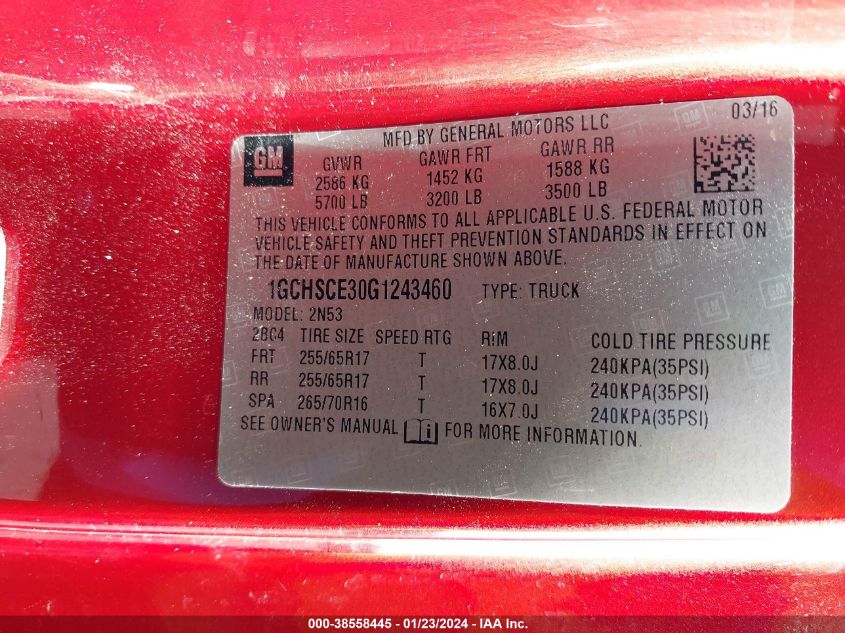 03/16
MFD BY GENERAL MOTORS LLC
GM
GVWR GAWR FRT GAWR RR
2586 KG 1452 KG 1588 KG
5700 LB 3200 LB 3500 LB
THIS VEHICLE CONFORMS TO ALL APPLICABLE U.S. FEDERAL MOTOR
VEHICLE SAFETY AND THEFT PREVENTION STANDARDS IN EFFECT ON
THE DATE OF MANUFACTURE SHOWN ABOVE.
1GCHSCE30G1243460 TYPE: TRUCK
MODEL: 2N53
2BC4 TIRE SIZE SPEED RTG RIM COLD TIRE PRESSURE
FRT 255/65R17 T 17X8.0J 240KPA(35PSI)
RR 255/65R17 T 17X8.0J 240KPA(35PSI)
SPA 265/70R16 T 16X7.0J 240KPA(35PSI)
SEE OWNER'S MANUAL FOR MORE INFORMATION.
000-38558445 - 01/23/2024 - IAA Inc.